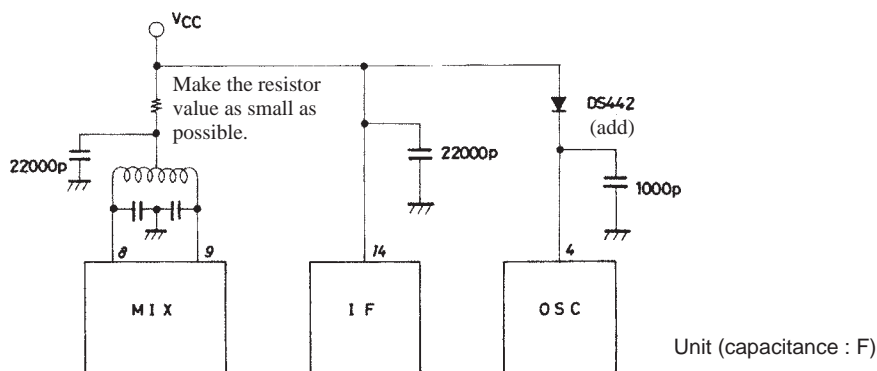 VCC
Make the resistor
value as small as
possible.
DS442
(add)
22000p
22000p
1000p
8 9 14 4
MIX IF OSC
Unit (capacitance : F)